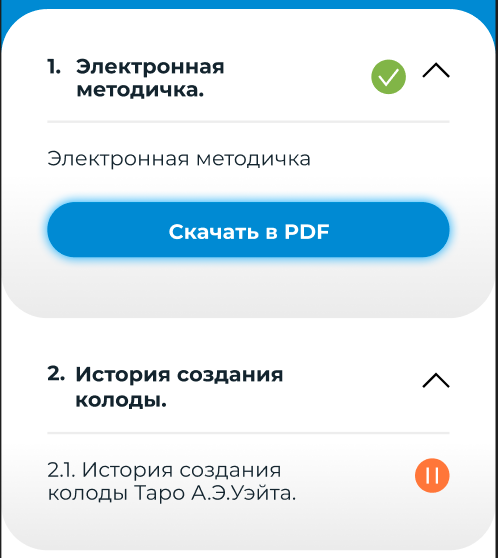 1. Электронная
методичка.
Электронная методичка
Скачать в PDF
2. История создания
колоды.
2.1. История создания
колоды Таро А.Э.Уэйта.